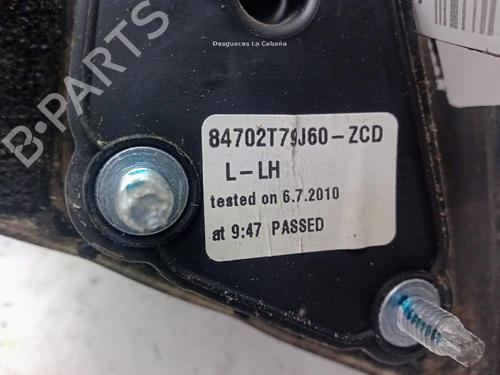 B-PARTS
Desguaces La Cabaña
84702T79J60-ZCD
L-LH
tested on 6.7.2010
at 9:47 PASSED